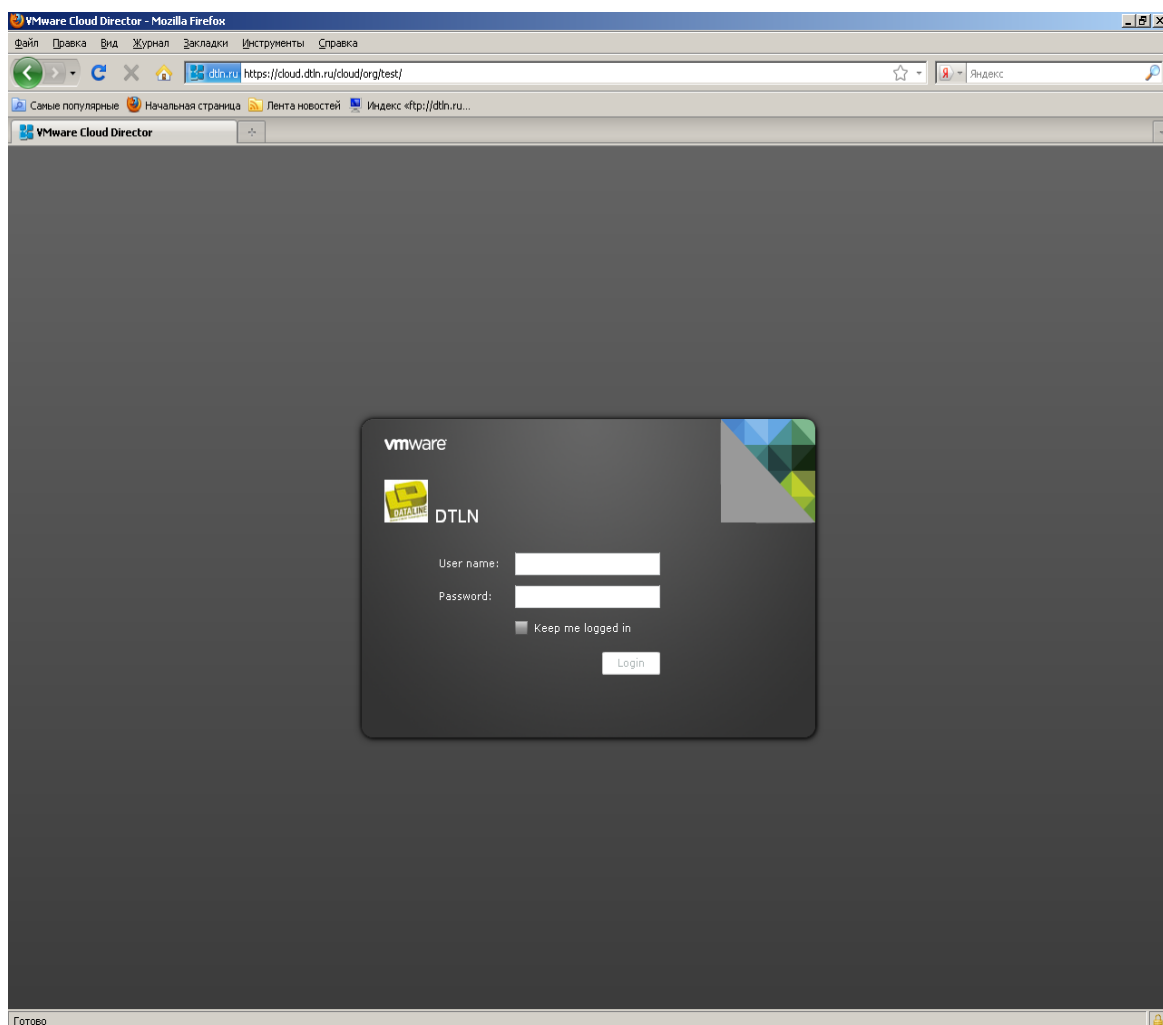 VMware Cloud Director - Mozilla Firefox
Файл Правка Вид Журнал Закладки Инструменты Справка
dtln.ru https://cloud.dtln.ru/cloud/org/test/ Яндекс
Самые популярные Начальная страница Лента новостей Индекс «ftp://dtln.ru...
VMware Cloud Director
vmware
DATALINE
DTLN
User name:
Password:
Keep me logged in
Login
Готово